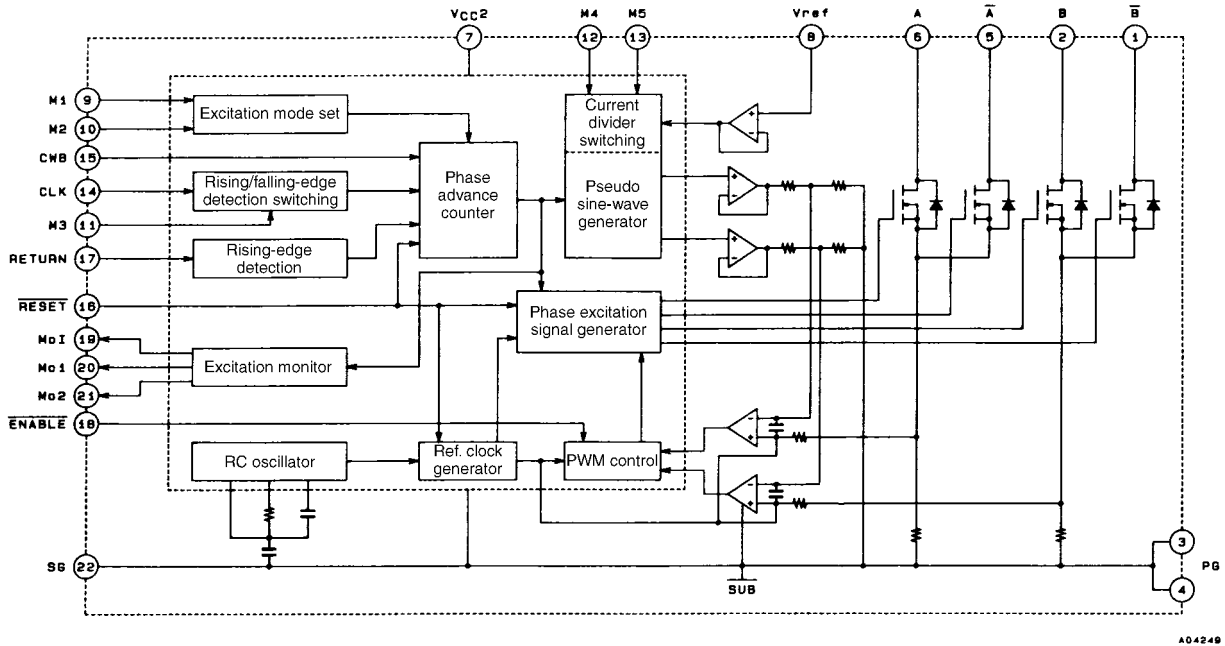 VCC2 M4 M5 Vref A A̅ B B̅
7 12 13 8 6 5 2 1
M1 9
Excitation mode set
M2 10
CWB 15
CLK 14
Rising/falling-edge
detection switching
M3 11
RETURN 17
Rising-edge
detection
Phase
advance
counter
Current
divider
switching
Pseudo
sine-wave
generator
R̅E̅S̅E̅T̅ 16
Phase excitation
signal generator
MoI 19
Mo1 20
Excitation monitor
Mo2 21
E̅N̅A̅B̅L̅E̅ 18
RC oscillator
Ref. clock
generator
PWM control
+
-
+
-
+
-
-
+
-
+
SG 22
SUB
3
PG
4
A04249